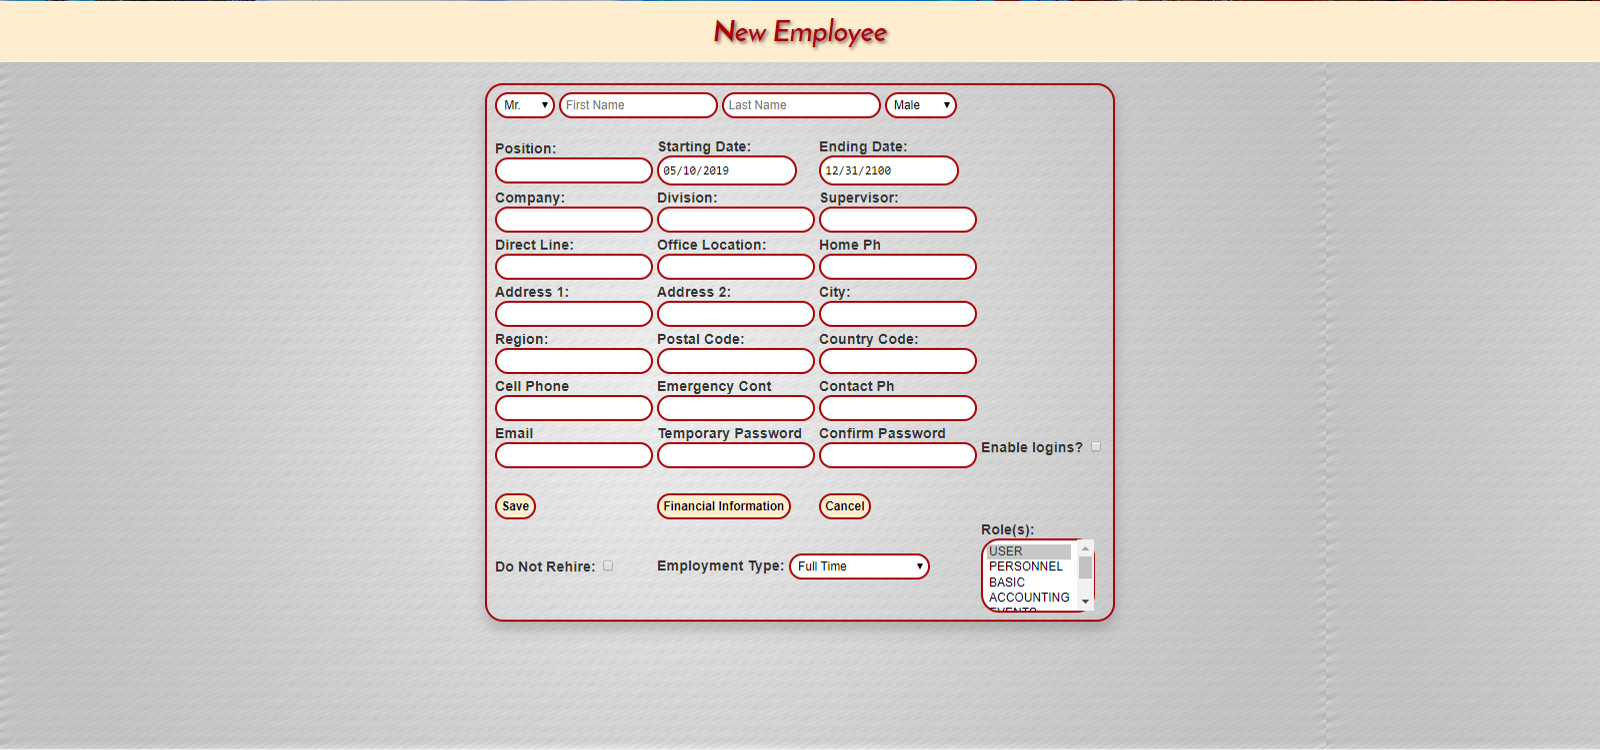 New Employee
Mr. First Name Last Name Male
Position: Starting Date: Ending Date:
05/10/2019 12/31/2100
Company: Division: Supervisor:
Direct Line: Office Location: Home Ph
Address 1: Address 2: City:
Region: Postal Code: Country Code:
Cell Phone Emergency Cont Contact Ph
Email Temporary Password Confirm Password
Enable logins?
Save Financial Information Cancel
Role(s):
USER
PERSONNEL
Do Not Rehire: Employment Type: Full Time
BASIC
ACCOUNTING
EVENTS